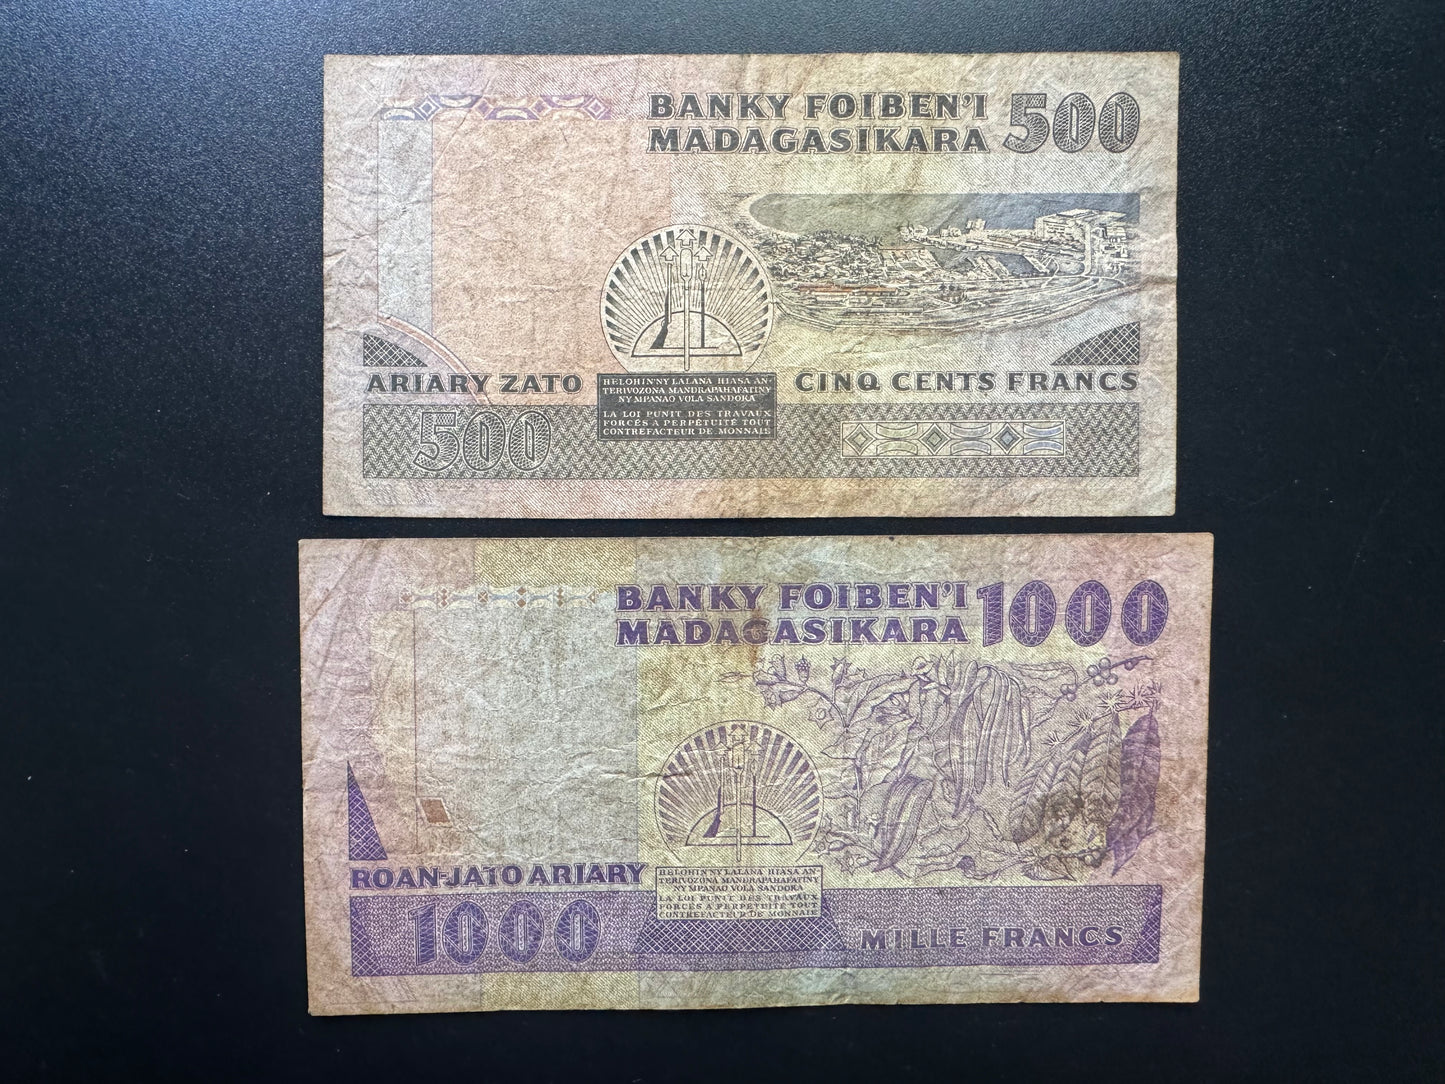 BANKY FOIBEN'I
MADAGASIKARA
500
ARIARY ZATO
HELOHIN'NY LALANA HIASA AN-
TERIVOZONA MANDRAPAHAFATINY
NY MPANAO VOLA SANDOKA
LA LOI PUNIT DES TRAVAUX
FORCÉS A PERPÉTUITÉ TOUT
CONTREFACTEUR DE MONNAIE
CINQ CENTS FRANCS
500
BANKY FOIBEN'I
MADAGASIKARA
1000
ROAN-JATO ARIARY
HELOHIN'NY LALANA HIASA AN-
TERIVOZONA MANDRAPAHAFATINY
NY MPANAO VOLA SANDOKA
LA LOI PUNIT DES TRAVAUX
FORCES A PERPÉTUITÉ TOUT
CONTREFACTEUR DE MONNAIE
1000
MILLE FRANCS